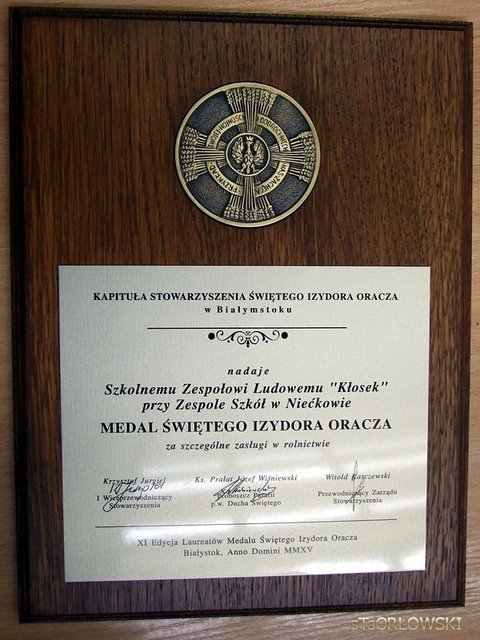 KAPITUŁA STOWARZYSZENIA ŚWIĘTEGO IZYDORA ORACZA
w Białymstoku
nadaje
Szkolnemu Zespołowi Ludowemu "Kłosek"
przy Zespole Szkół w Niećkowie
MEDAL ŚWIĘTEGO IZYDORA ORACZA
za szczególne zasługi w rolnictwie
Krzysztof Jurgiel
I Wiceprzewodniczący
Stowarzyszenia
Ks. Prałat Józef Wiśniewski
Proboszcz Parafii
p.w. Ducha Świętego
Witold Karczewski
Przewodniczący Zarządu
Stowarzyszenia
XI Edycja Laureatów Medalu Świętego Izydora Oracza
Białystok, Anno Domini MMXV
sTsORŁOWSKI